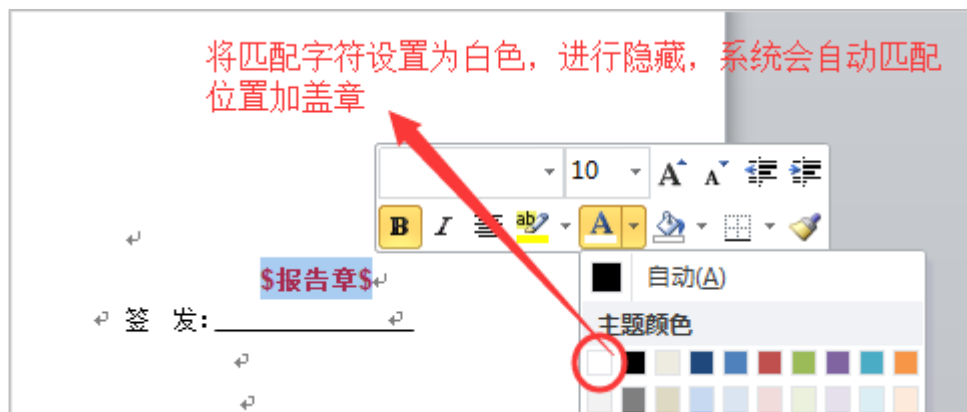 将匹配字符设置为白色，进行隐藏，系统会自动匹配
位置加盖章
10
A A
B I ab A
$报告章$
自动(A)
签 发:
主题颜色